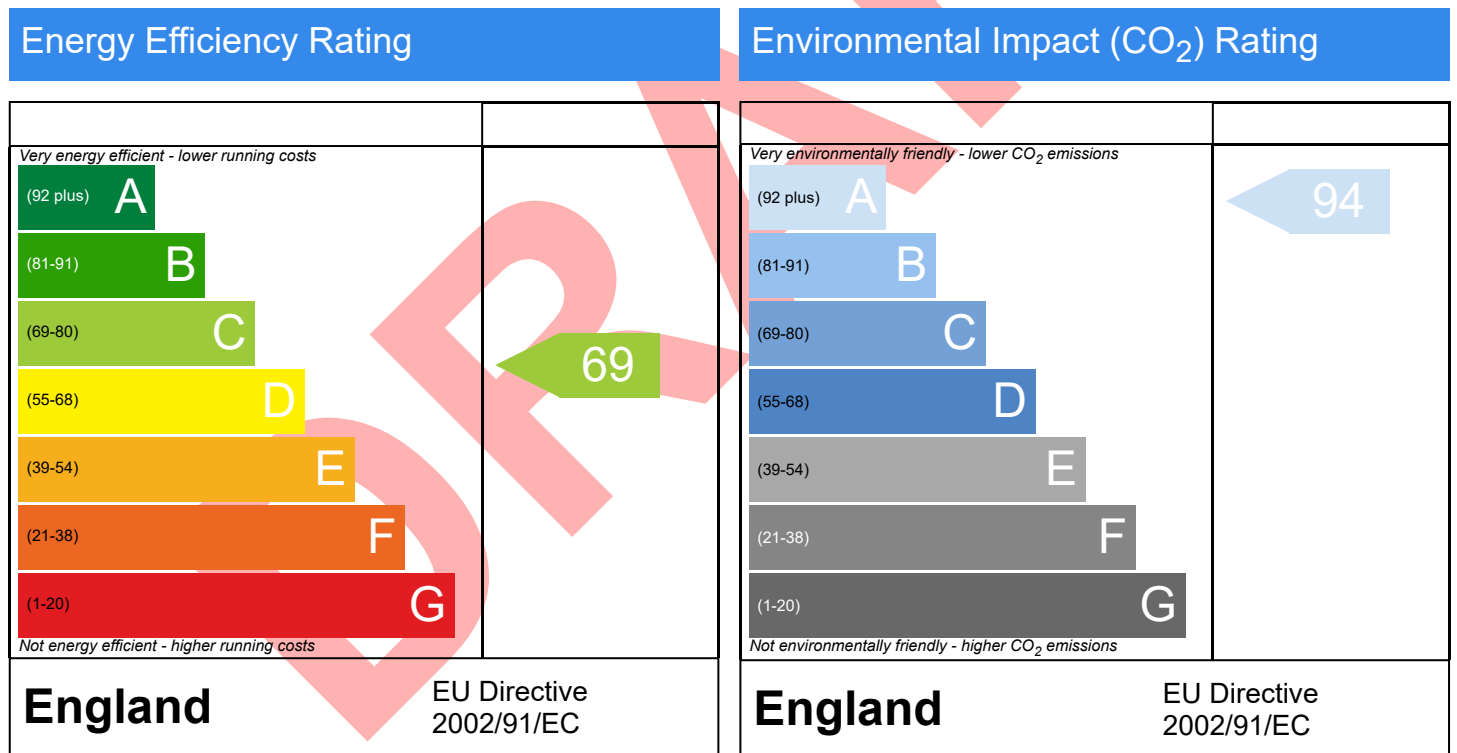 Energy Efficiency Rating
Very energy efficient - lower running costs
(92 plus) A
(81-91) B
(69-80) C
(55-68) D
(39-54) E
(21-38) F
(1-20) G
69
Not energy efficient - higher running costs
England
EU Directive
2002/91/EC
Environmental Impact (CO₂) Rating
Very environmentally friendly - lower CO₂ emissions
(92 plus) A
(81-91) B
(69-80) C
(55-68) D
(39-54) E
(21-38) F
(1-20) G
94
Not environmentally friendly - higher CO₂ emissions
England
EU Directive
2002/91/EC